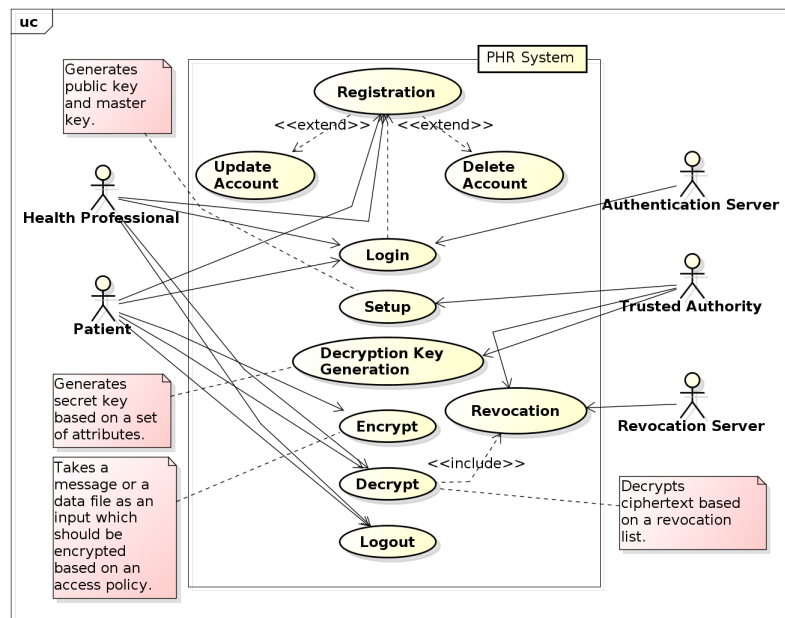 uc
PHR System
Generates
public key
and master
key.
Registration
<<extend>>
<<extend>>
Update
Account
Delete
Account
Health Professional
Authentication Server
Login
Setup
Patient
Trusted Authority
Decryption Key
Generation
Generates
secret key
based on a set
of attributes.
Revocation
Encrypt
Revocation Server
Takes a
message or a
data file as an
input which
should be
encrypted
based on an
access policy.
<<include>>
Decrypt
Decrypts
ciphertext based
on a revocation
list.
Logout